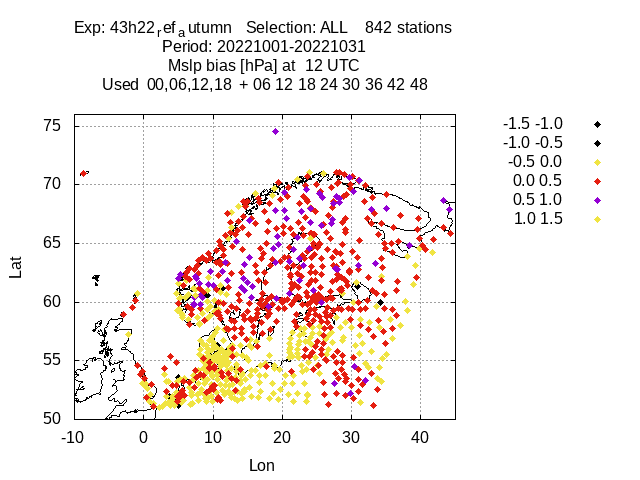 Exp: 43h22ref_autumn Selection: ALL 842 stations
Period: 20221001-20221031
Mslp bias [hPa] at 12 UTC
Used 00,06,12,18 + 06 12 18 24 30 36 42 48
-1.5 -1.0
-1.0 -0.5
-0.5 0.0
0.0 0.5
0.5 1.0
1.0 1.5
Lat
75
70
65
60
55
50
-10 0 10 20 30 40
Lon